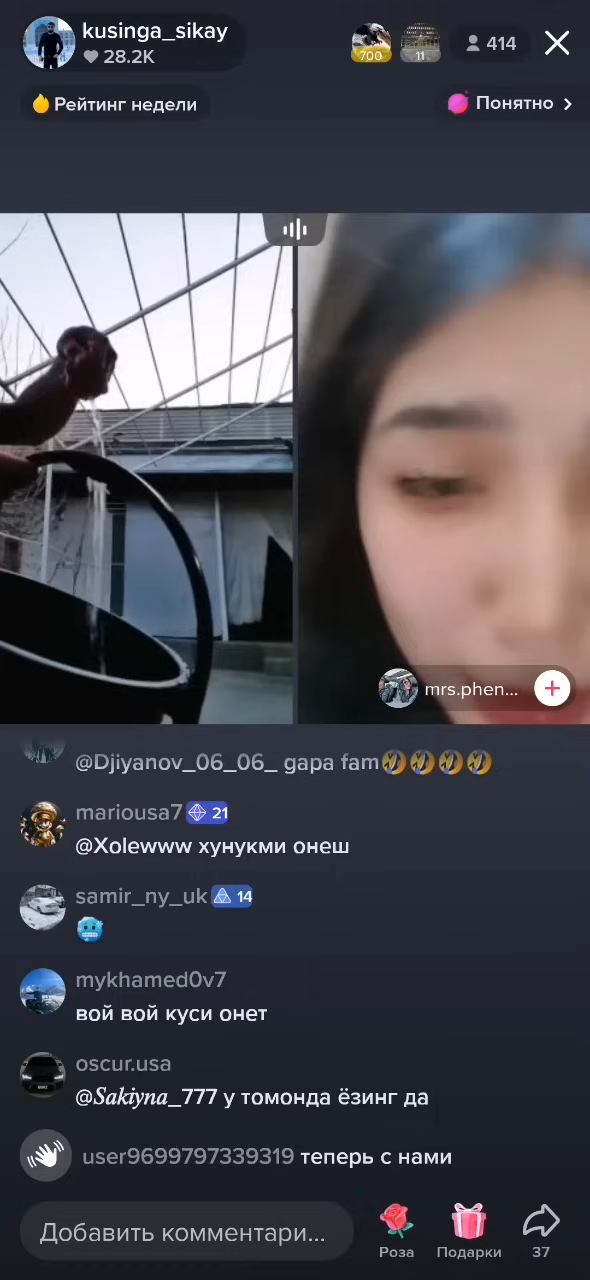 kusinga_sikay
28.2K
700
11
414
Рейтинг недели
Понятно
mrs.phen...
@Djiyanov_06_06_ gapa fam
mariousa7 21
@Xolewww хунукми онеш
samir_ny_uk 14
mykhamed0v7
вой вой куси онет
oscur.usa
@Sakiyna_777 у томонда ёзинг да
user9699797339319 теперь с нами
Добавить комментари...
Роза
Подарки
37